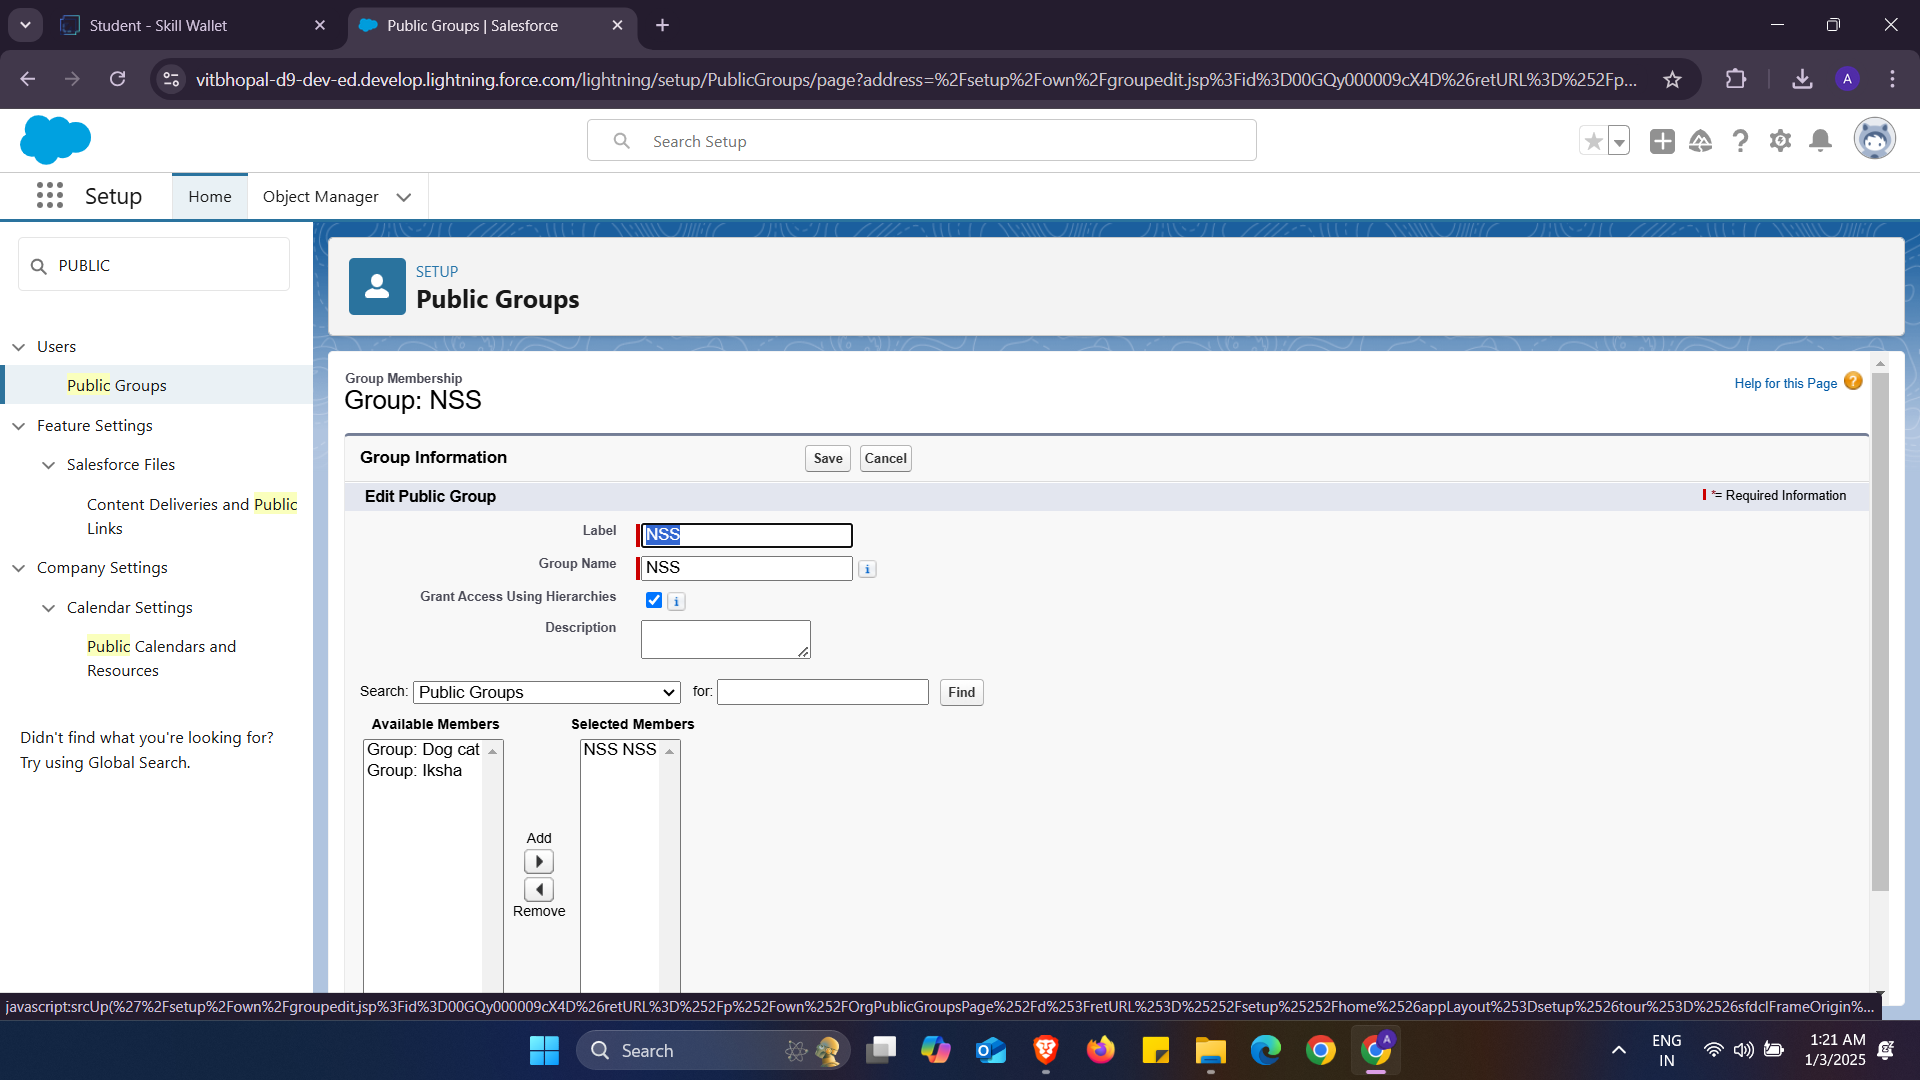 Student - Skill Wallet
Public Groups | Salesforce
vitbhopal-d9-dev-ed.develop.lightning.force.com/lightning/setup/PublicGroups/page?address=%2Fsetup%2Fown%2Fgroupedit.jsp%3Fid%3D00GQy000009cX4D%26retURL%3D%252Fp...
A
Search Setup
Setup
Home
Object Manager
PUBLIC
Users
Public Groups
Feature Settings
Salesforce Files
Content Deliveries and Public
Links
Company Settings
Calendar Settings
Public Calendars and
Resources
Didn't find what you're looking for?
Try using Global Search.
SETUP
Public Groups
Group Membership
Group: NSS
Help for this Page
Group Information
Save
Cancel
Edit Public Group
*= Required Information
Label
NSS
Group Name
NSS
Grant Access Using Hierarchies
Description
Search: Public Groups for: Find
Available Members
Selected Members
Group: Dog cat
Group: Iksha
NSS NSS
Add
Remove
javascript:srcUp(%27%2Fsetup%2Fown%2Fgroupedit.jsp%3Fid%3D00GQy000009cX4D%26retURL%3D%252Fp%252Fown%252FOrgPublicGroupsPage%252Fd%253FretURL%253D%25252Fsetup%25252Fhome%2526appLayout%253Dsetup%2526tour%253D%2526sfdcIFrameOrigin%...
Search
A
ENG
IN
1:21 AM
1/3/2025